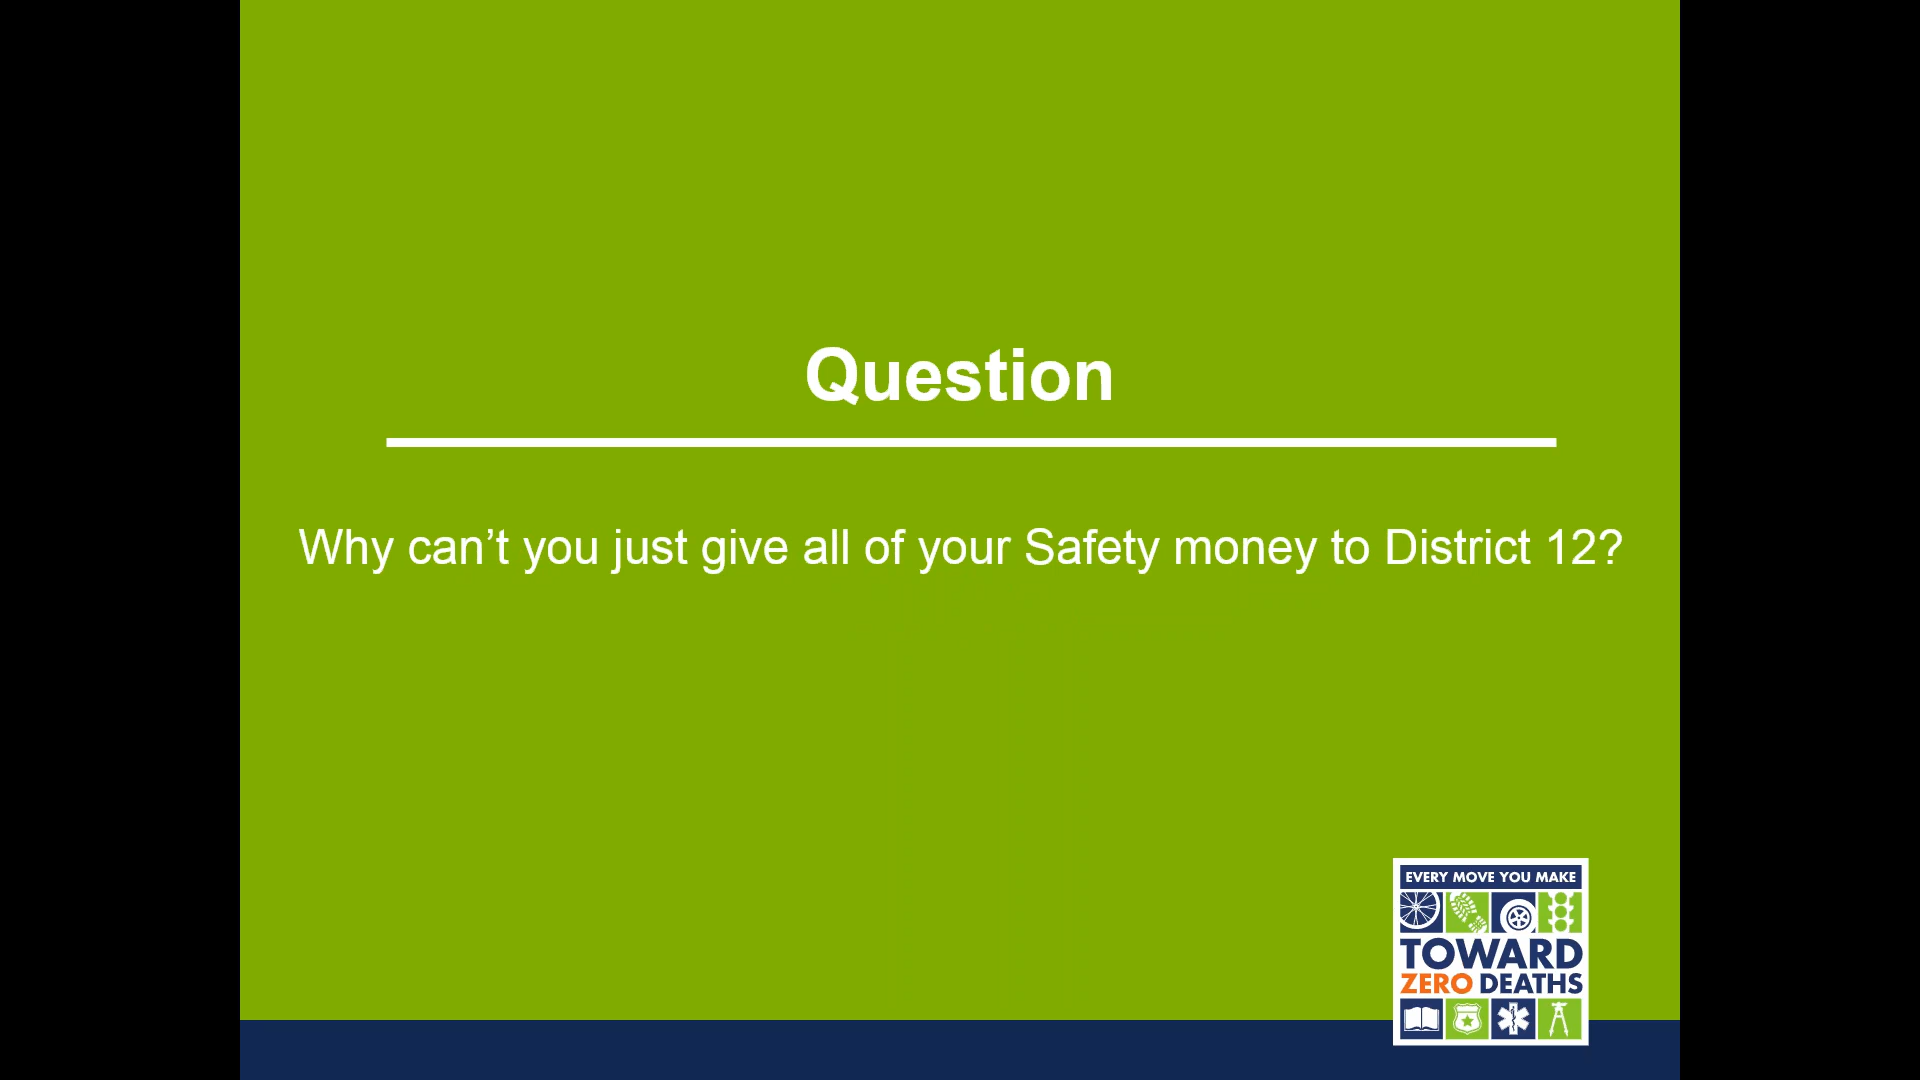 Question
Why can’t you just give all of your Safety money to District 12?
EVERY MOVE YOU MAKE
TOWARD
ZERO DEATHS